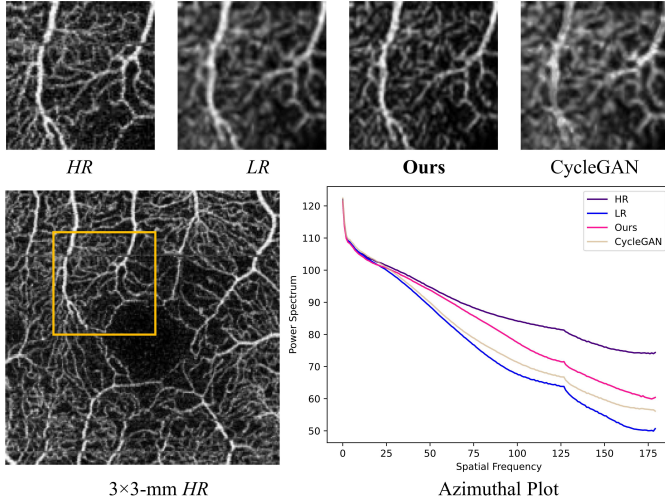 HR LR Ours CycleGAN
HR
LR
Ours
CycleGAN
120
110
100
90
80
70
60
50
Power Spectrum
0 25 50 75 100 125 150 175
Spatial Frequency
3×3-mm HR Azimuthal Plot